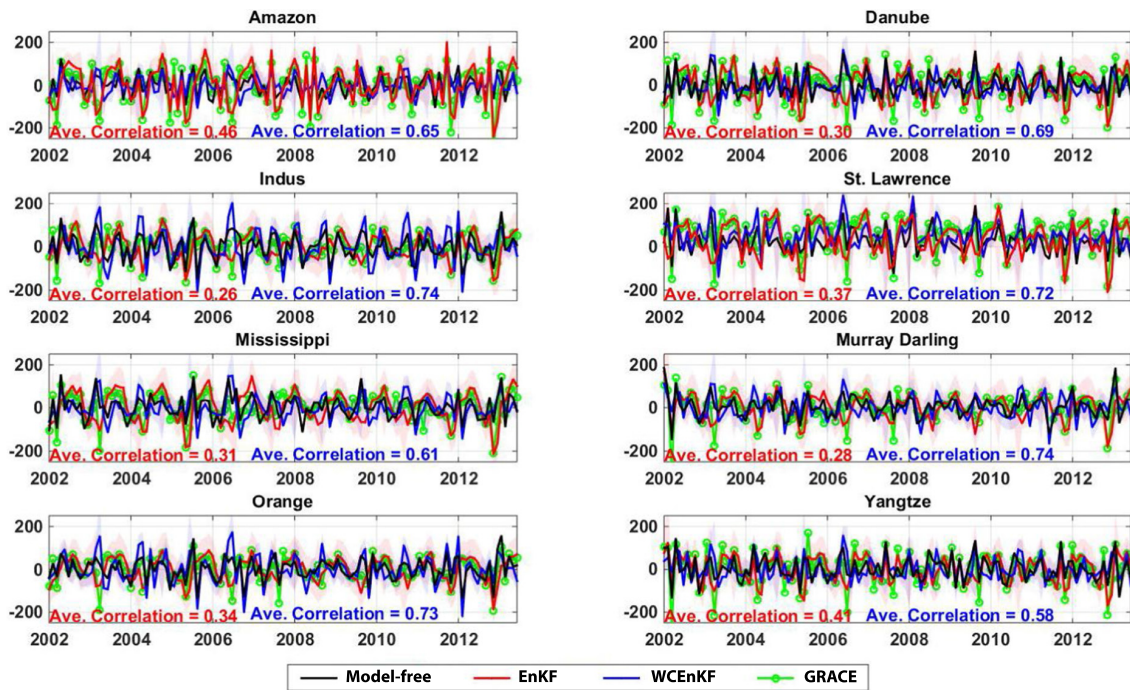 Amazon
200
0
-200
Ave. Correlation = 0.46 Ave. Correlation = 0.65
2002 2004 2006 2008 2010 2012
Danube
200
0
-200
Ave. Correlation = 0.30 Ave. Correlation = 0.69
2002 2004 2006 2008 2010 2012
Indus
200
0
-200
Ave. Correlation = 0.26 Ave. Correlation = 0.74
2002 2004 2006 2008 2010 2012
St. Lawrence
200
0
-200
Ave. Correlation = 0.37 Ave. Correlation = 0.72
2002 2004 2006 2008 2010 2012
Mississippi
200
0
-200
Ave. Correlation = 0.31 Ave. Correlation = 0.61
2002 2004 2006 2008 2010 2012
Murray Darling
200
0
-200
Ave. Correlation = 0.28 Ave. Correlation = 0.74
2002 2004 2006 2008 2010 2012
Orange
200
0
-200
Ave. Correlation = 0.34 Ave. Correlation = 0.73
2002 2004 2006 2008 2010 2012
Yangtze
200
0
-200
Ave. Correlation = 0.41 Ave. Correlation = 0.58
2002 2004 2006 2008 2010 2012
Model-free EnKF WCEnKF GRACE